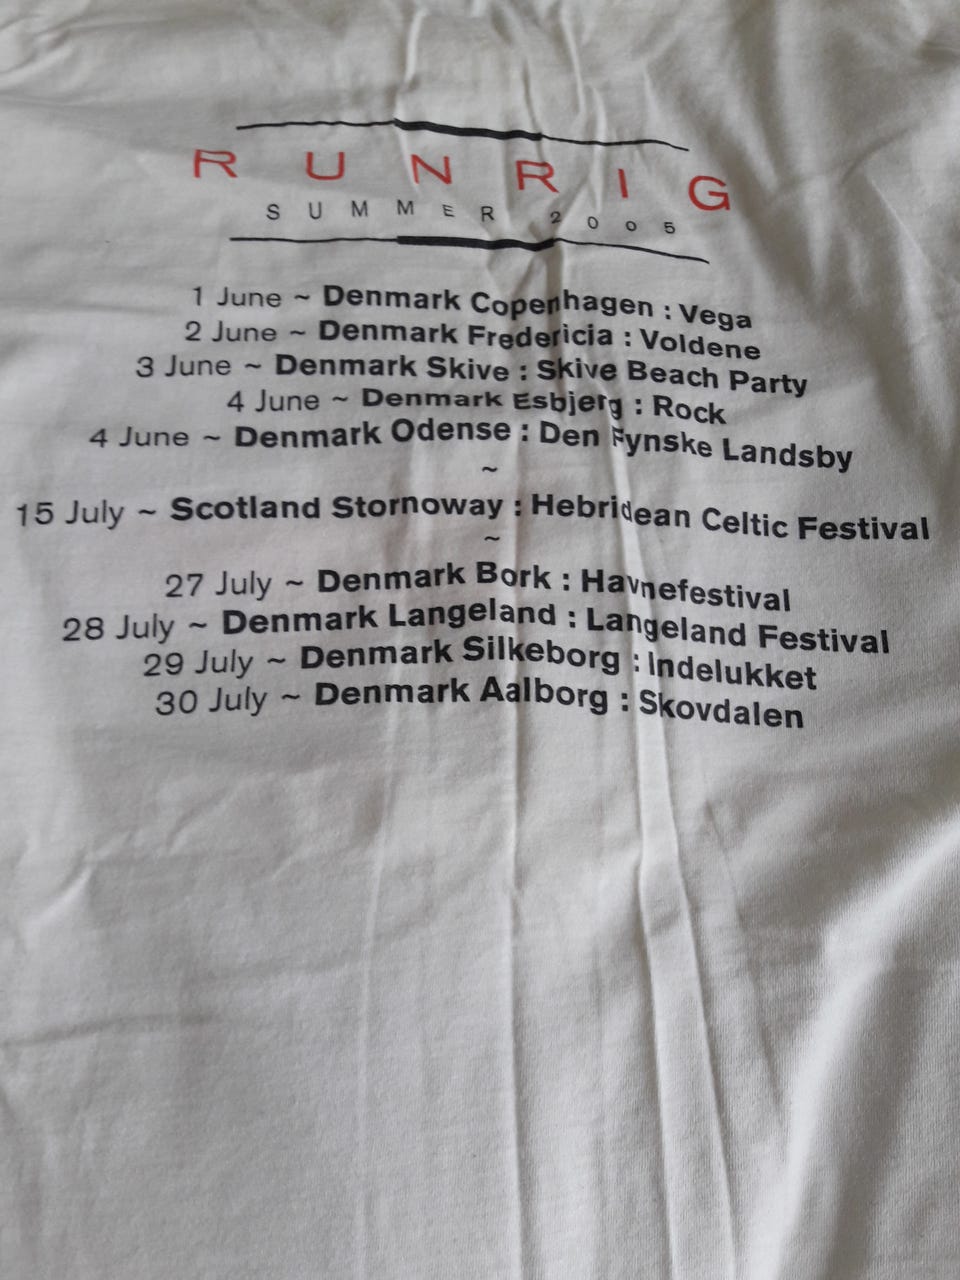 RUNRIG
SUMMER 2005
1 June ~ Denmark Copenhagen : Vega
2 June ~ Denmark Fredericia : Voldene
3 June ~ Denmark Skive : Skive Beach Party
4 June ~ Denmark Esbjerg : Rock
4 June ~ Denmark Odense : Den Fynske Landsby
~
15 July ~ Scotland Stornoway : Hebridean Celtic Festival
~
27 July ~ Denmark Bork : Havnefestival
28 July ~ Denmark Langeland : Langeland Festival
29 July ~ Denmark Silkeborg : Indelukket
30 July ~ Denmark Aalborg : Skovdalen